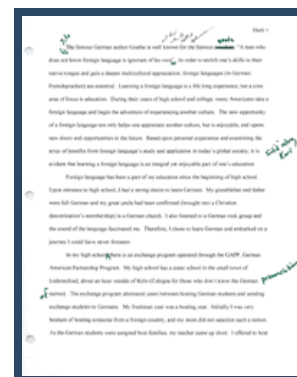 The famous German author Goethe is well known for the famous "A man who
does not know foreign language is ignorant of his own". In order to enrich one's skills in their
native tongue and gain a deeper multicultural appreciation, foreign languages (in German
Fremdsprachen) are essential. Learning a foreign language is a life long experience, but a core
area of focus is education. During their years of high school and college, many Americans take a
foreign language and begin the adventure of experiencing another culture. The new opportunity
of a foreign language not only helps one appreciate another culture, but is enjoyable, and opens
new doors and opportunities in the future. Based upon personal experience and examining the
array of benefits from foreign language's study and application in today's global society, it is
evident that learning a foreign language is an integral yet enjoyable part of one's education.
Foreign language has been a part of my education since the beginning of high school.
Upon entrance to high school, I had a strong desire to learn German. My grandfather and father
were full German and my great uncle had been confirmed (brought into a Christian
denomination's membership) in a German church. I also listened to a German rock group and
the sound of the language fascinated me. Therefore, I chose to learn German and embarked on a
journey I could have never foreseen.
In my high school there is an exchange program operated through the GAPP, German
American Partnership Program. My high school has a sister school in the small town of
about an hour outside of Köln (Cologne for those who don't know the German
names). The exchange program alternated years between hosting German students and sending
exchange students to Germany. My freshman year was a hosting year. Initially I was very
hesitant of hosting someone from a foreign country, and my mom did not sanction such a notion.
As the German students were assigned host families, my teacher came up short. I offered to host